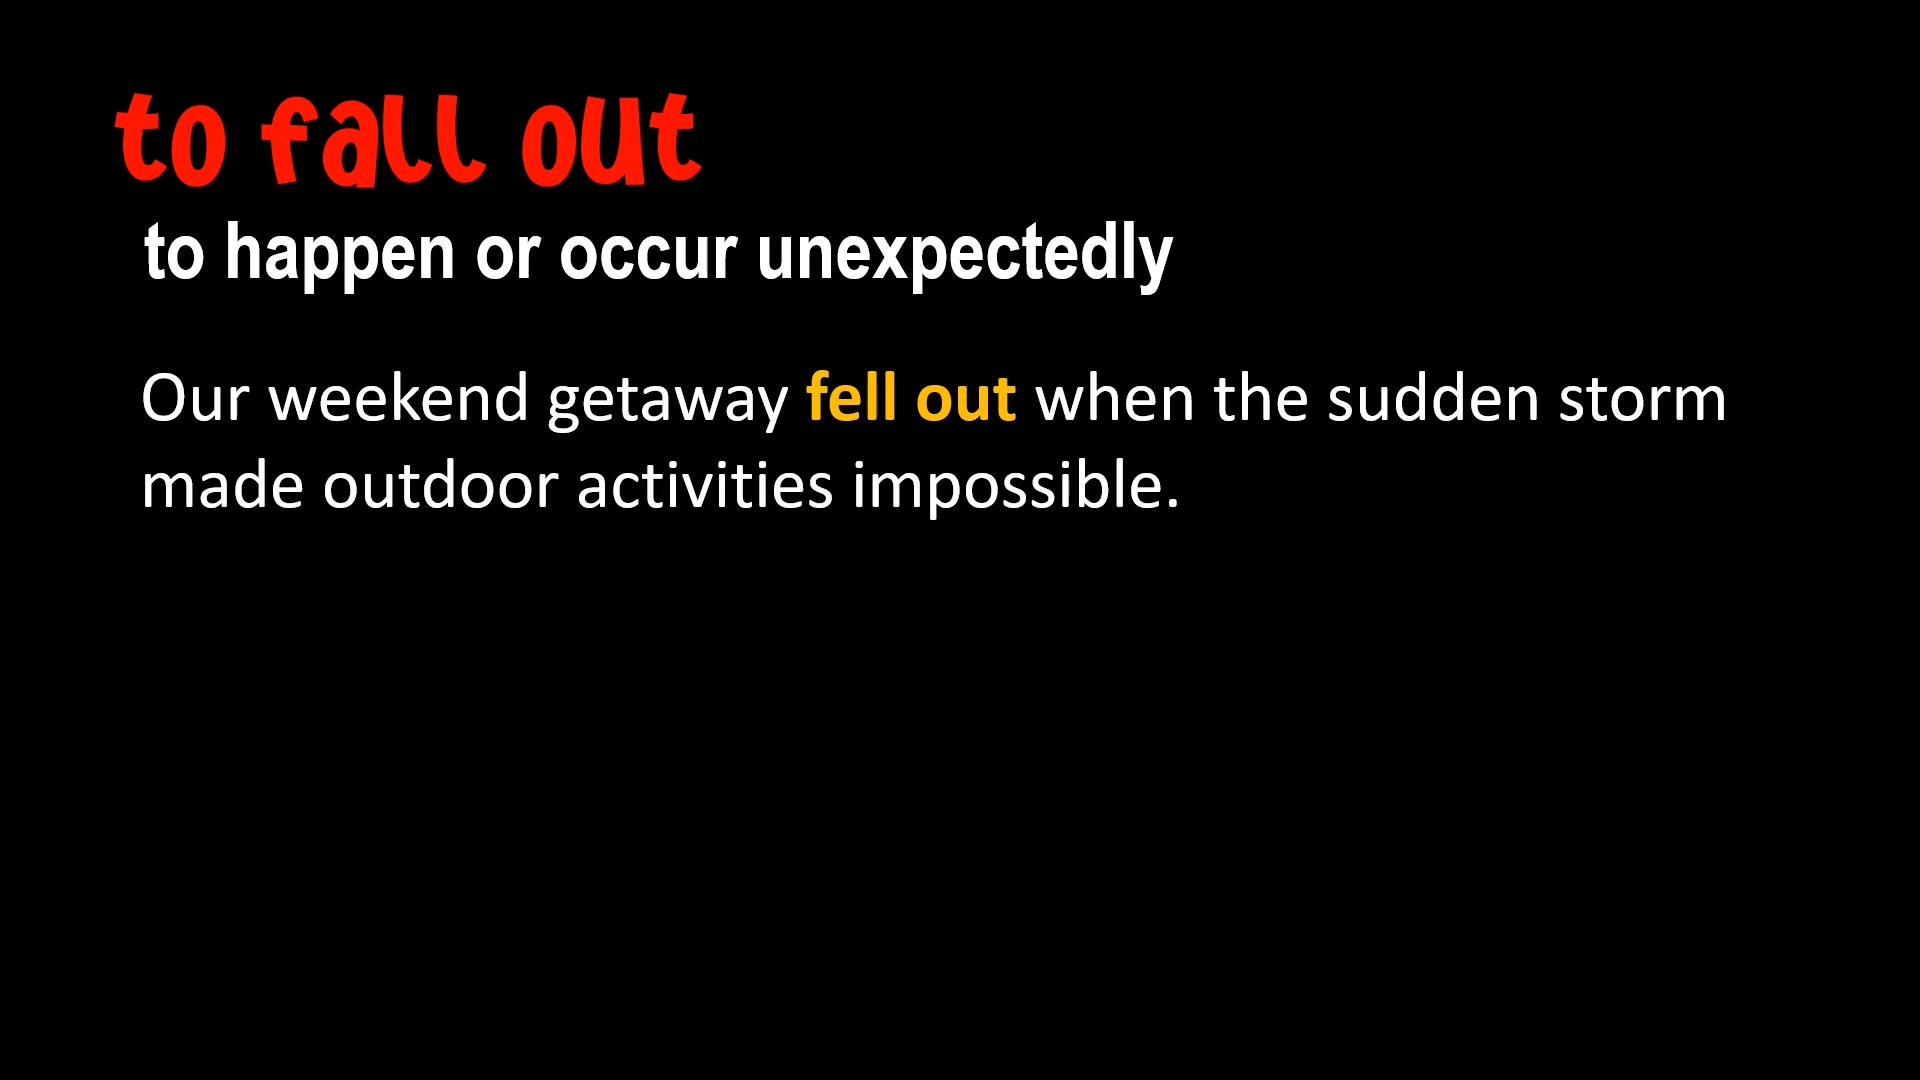 to fall out
to happen or occur unexpectedly
Our weekend getaway fell out when the sudden storm
made outdoor activities impossible.